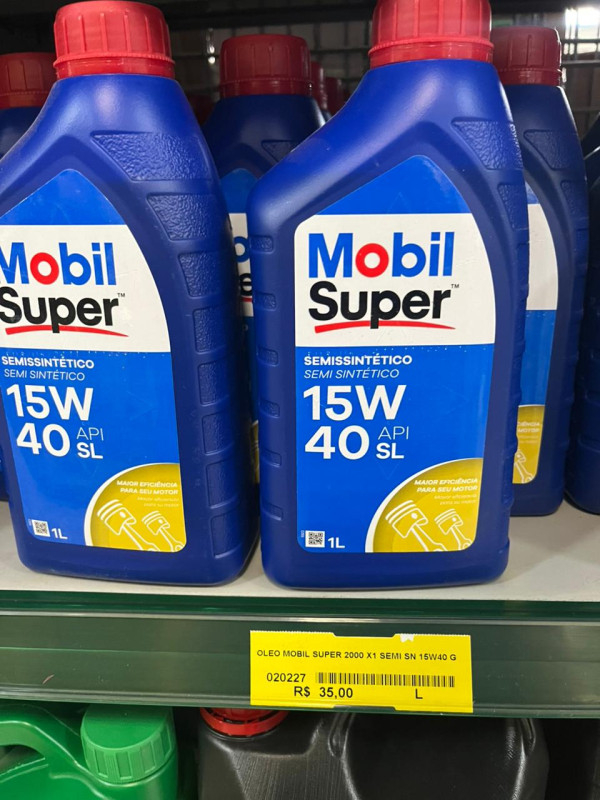 Mobil
Super™
SEMISSINTÉTICO
SEMI SINTÉTICO
15W
40 API
SL
MAIOR EFICIÊNCIA
PARA SEU MOTOR
1L
Mobil
Super™
SEMISSINTÉTICO
SEMI SINTÉTICO
15W
40 API
SL
MAIOR EFICIÊNCIA
PARA SEU MOTOR
1L
OLEO MOBIL SUPER 2000 X1 SEMI SN 15W40 G
020227
R$ 35,00 L